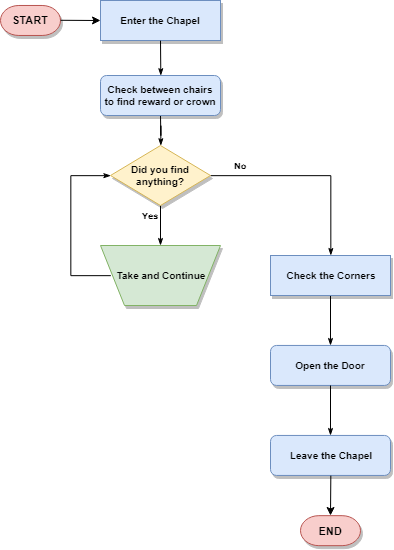 START
Enter the Chapel
Check between chairs
to find reward or crown
Did you find
anything?
No
Yes
Take and Continue
Check the Corners
Open the Door
Leave the Chapel
END